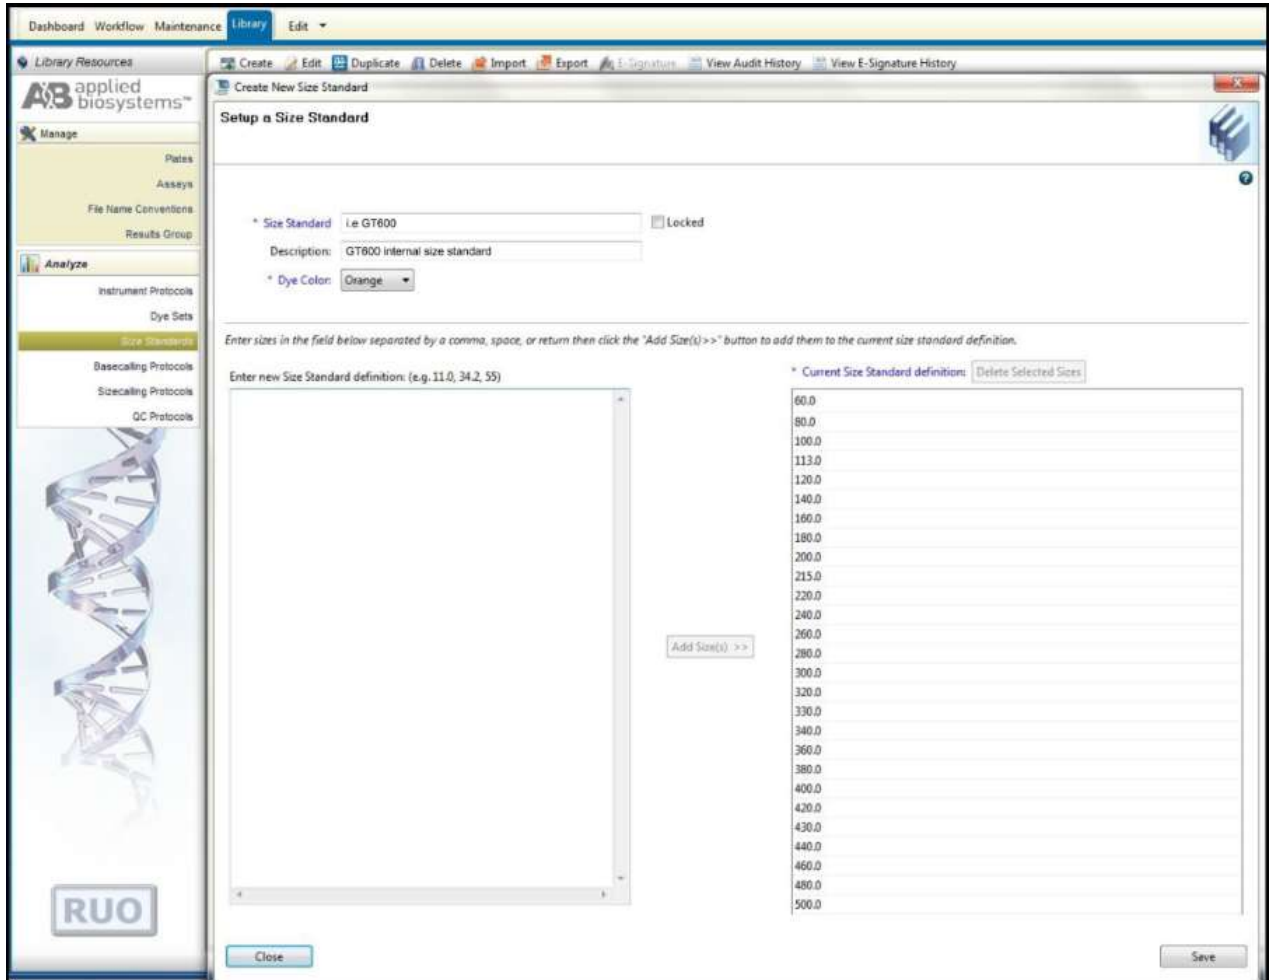 Dashboard Workflow Maintenance Library Edit
Library Resources
Create Edit Duplicate Delete Import Export E-Signature View Audit History View E-Signature History
AB applied biosystems™
Create New Size Standard
Setup a Size Standard
Manage
Plates
Assays
File Name Conventions
Results Group
Analyze
Instrument Protocols
Dye Sets
Size Standards
Basecalling Protocols
Sizecalling Protocols
QC Protocols
RUO
* Size Standard i.e GT600 Locked
Description: GT600 internal size standard
* Dye Color: Orange
Enter sizes in the field below separated by a comma, space, or return then click the "Add Size(s)>>" button to add them to the current size standard definition.
Enter new Size Standard definition: (e.g. 11.0, 34.2, 55)
* Current Size Standard definition: Delete Selected Sizes
Add Size(s) >>
60.0
80.0
100.0
113.0
120.0
140.0
160.0
180.0
200.0
215.0
220.0
240.0
260.0
280.0
300.0
320.0
330.0
340.0
360.0
380.0
400.0
420.0
430.0
440.0
460.0
480.0
500.0
Close
Save